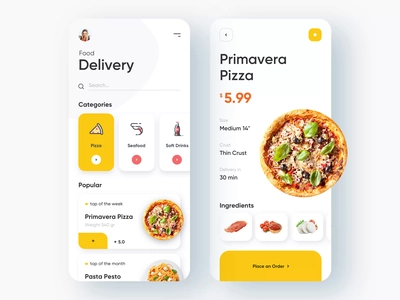 Food
Delivery
Search...
Categories
Pizza
Seafood
Soft Drinks
Popular
top of the week
Primavera Pizza
Weight 540 gr
+
5.0
top of the month
Pasta Pesto
Primavera
Pizza
$ 5.99
Size
Medium 14"
Crust
Thin Crust
Delivery in
30 min
Ingredients
Place an Order